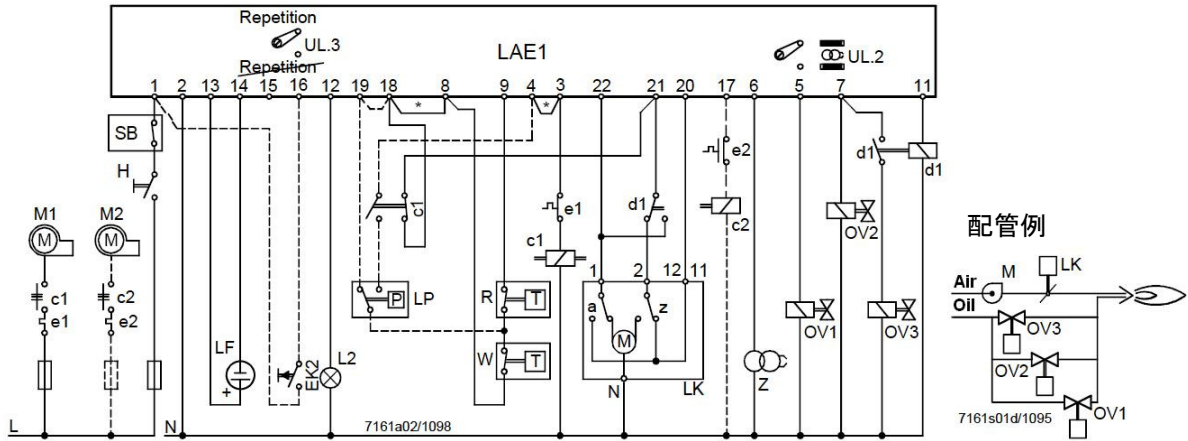 Repetition
UL.3
Repetition
LAE1
UL.2
1 2 13 14 15 16 12 19 18 8 9 4 3 22 21 20 17 6 5 7 11
* *
SB
H
M1 M2
M M
c1 c2
e1 e2
LF
+
EK2
L2
c1
P LP
R T
W T
e1
c1
d1
1 2 12 11
a z
M
N LK
e2
c2
Z
OV1
OV2
d1 d1
OV3
L N
7161a02/1098
配管例
Air M LK
Oil
OV3
OV2
OV1
7161s01d/1095